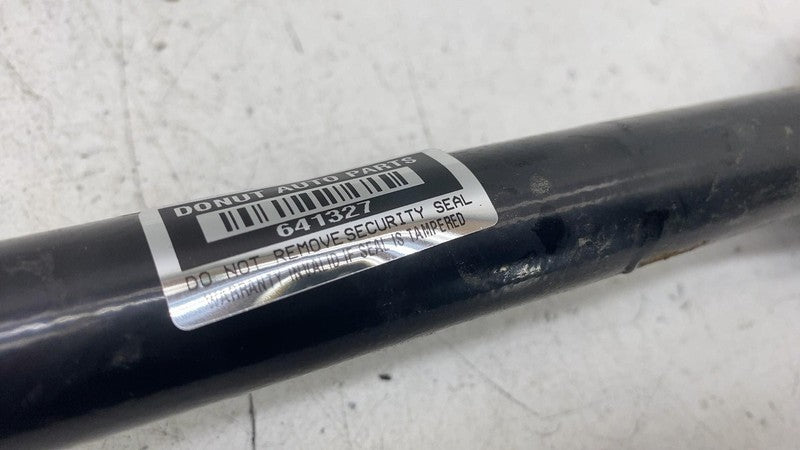 DONUT AUTO PARTS
641327
DO NOT REMOVE SECURITY SEAL
WARRANTY INVALID IF SEAL IS TAMPERED